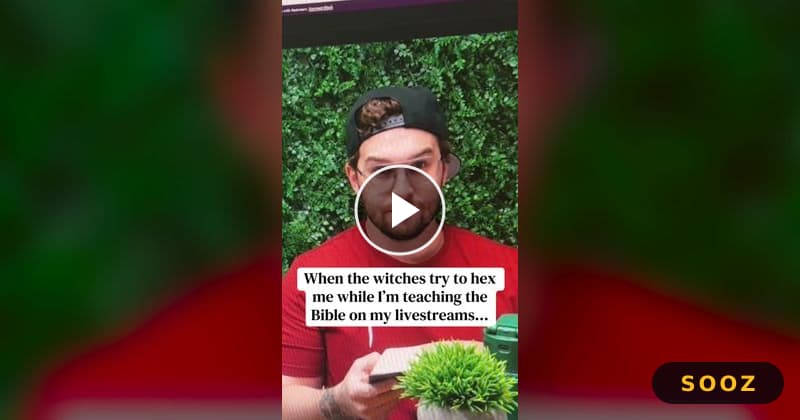 When the witches try to hex
me while I'm teaching the
Bible on my livestreams...
SOOZ